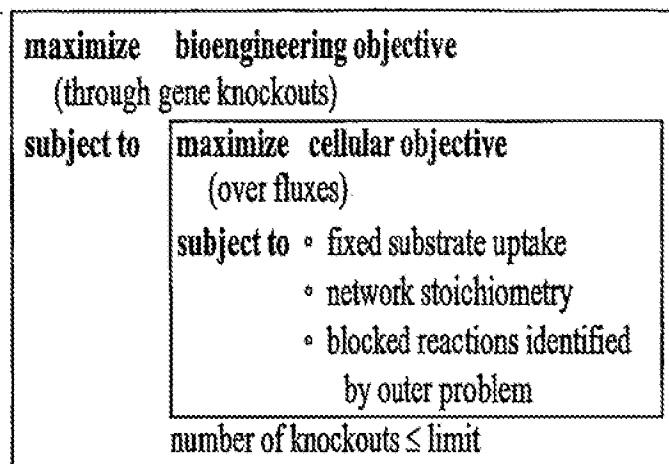 maximize bioengineering objective
(through gene knockouts)
subject to maximize cellular objective
(over fluxes)
subject to ∘ fixed substrate uptake
∘ network stoichiometry
∘ blocked reactions identified
by outer problem
number of knockouts ≤ limit